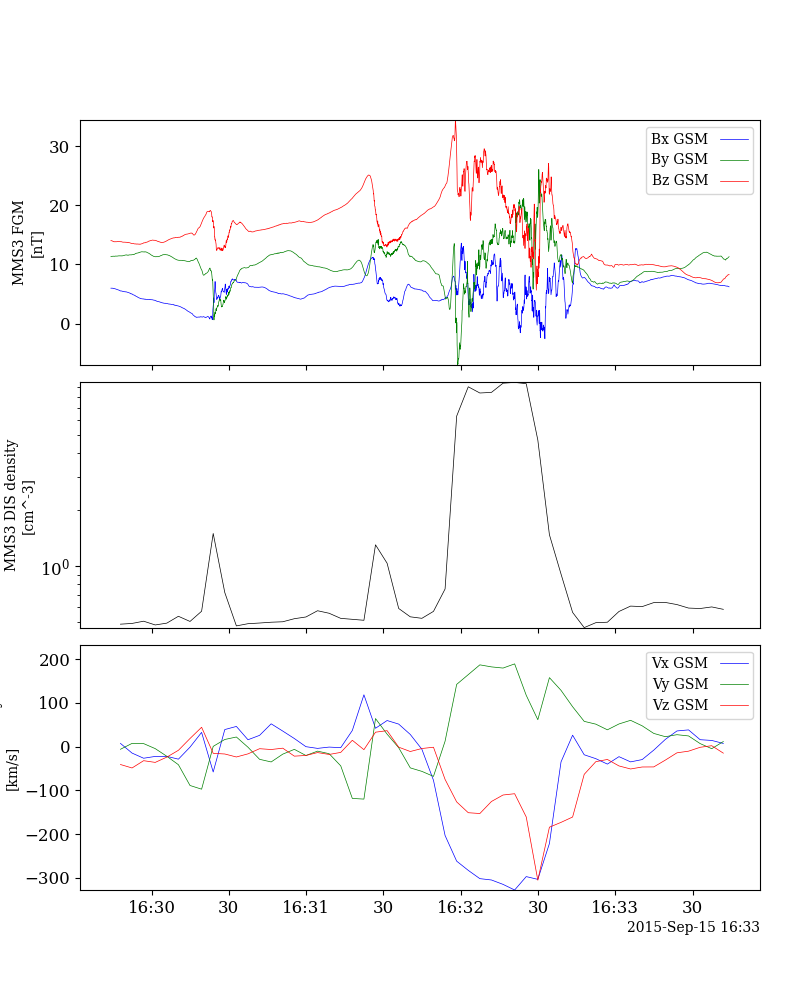 MMS3 FGM
[nT]
30
20
10
0
Bx GSM
By GSM
Bz GSM
MMS3 DIS density
[cm^-3]
10^0
200
100
0
−100
−200
−300
[km/s]
Vx GSM
Vy GSM
Vz GSM
16:30 30 16:31 30 16:32 30 16:33 30
2015-Sep-15 16:33